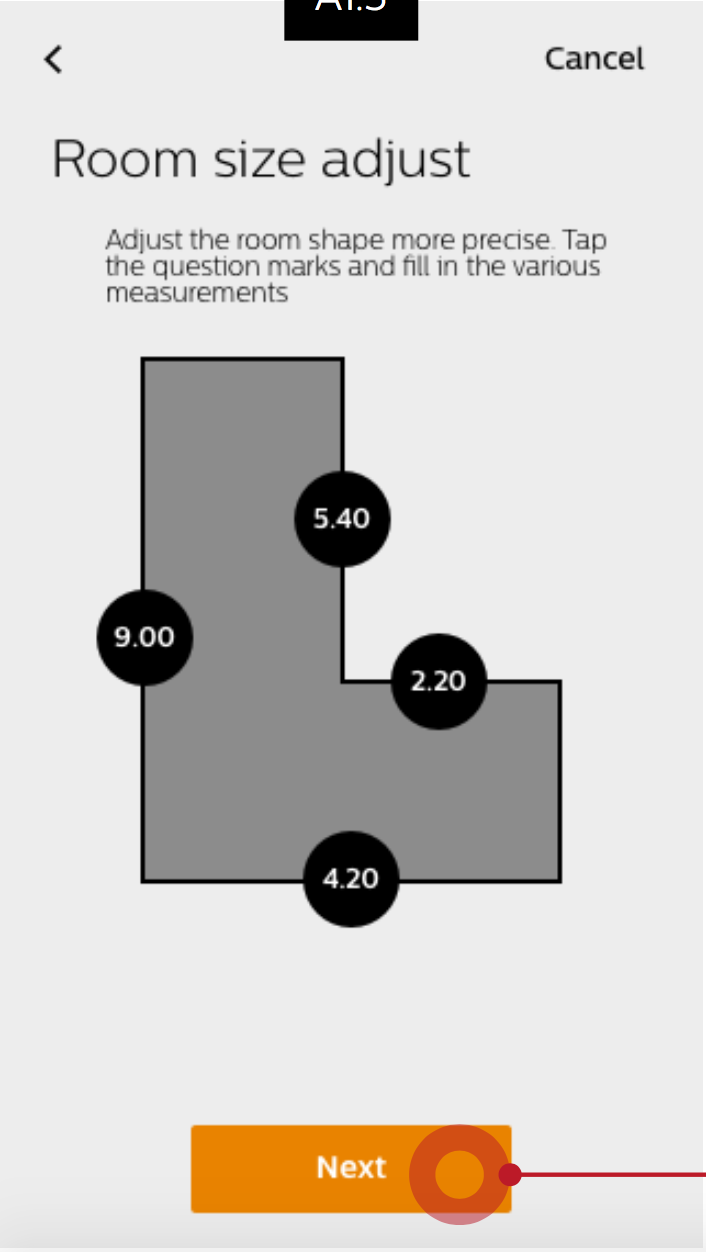 A1.3
Cancel
Room size adjust
Adjust the room shape more precise. Tap
the question marks and fill in the various
measurements
5.40
9.00
2.20
4.20
Next